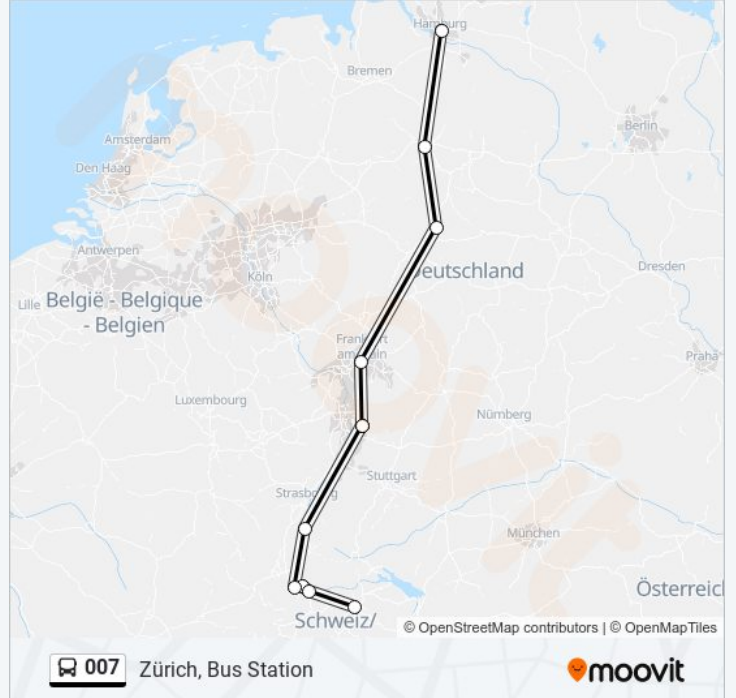 Hamburg
Bremen
Berlin
Amsterdam
Den Haag
Antwerpen
Deutschland
Dresden
Köln
Lille
België - Belgique
- Belgien
Frankfurt
am Main
Praha
Luxembourg
Nürnberg
Stuttgart
Strasbourg
München
Österreic
Schweiz/
© OpenStreetMap contributors | © OpenMapTiles
007 Zürich, Bus Station
moovit